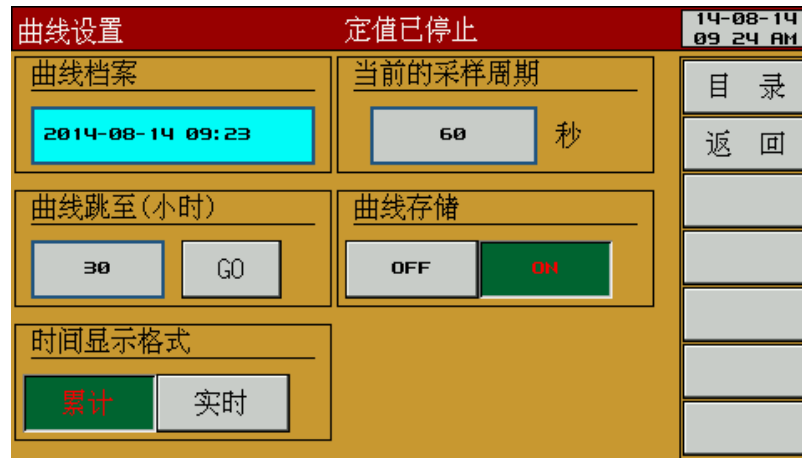 曲线设置 定值已停止 14-08-14
09 24 AM
曲线档案 当前的采样周期
目 录
2014-08-14 09:23 60 秒
返 回
曲线跳至(小时) 曲线存储
30 GO OFF ON
时间显示格式
累计 实时